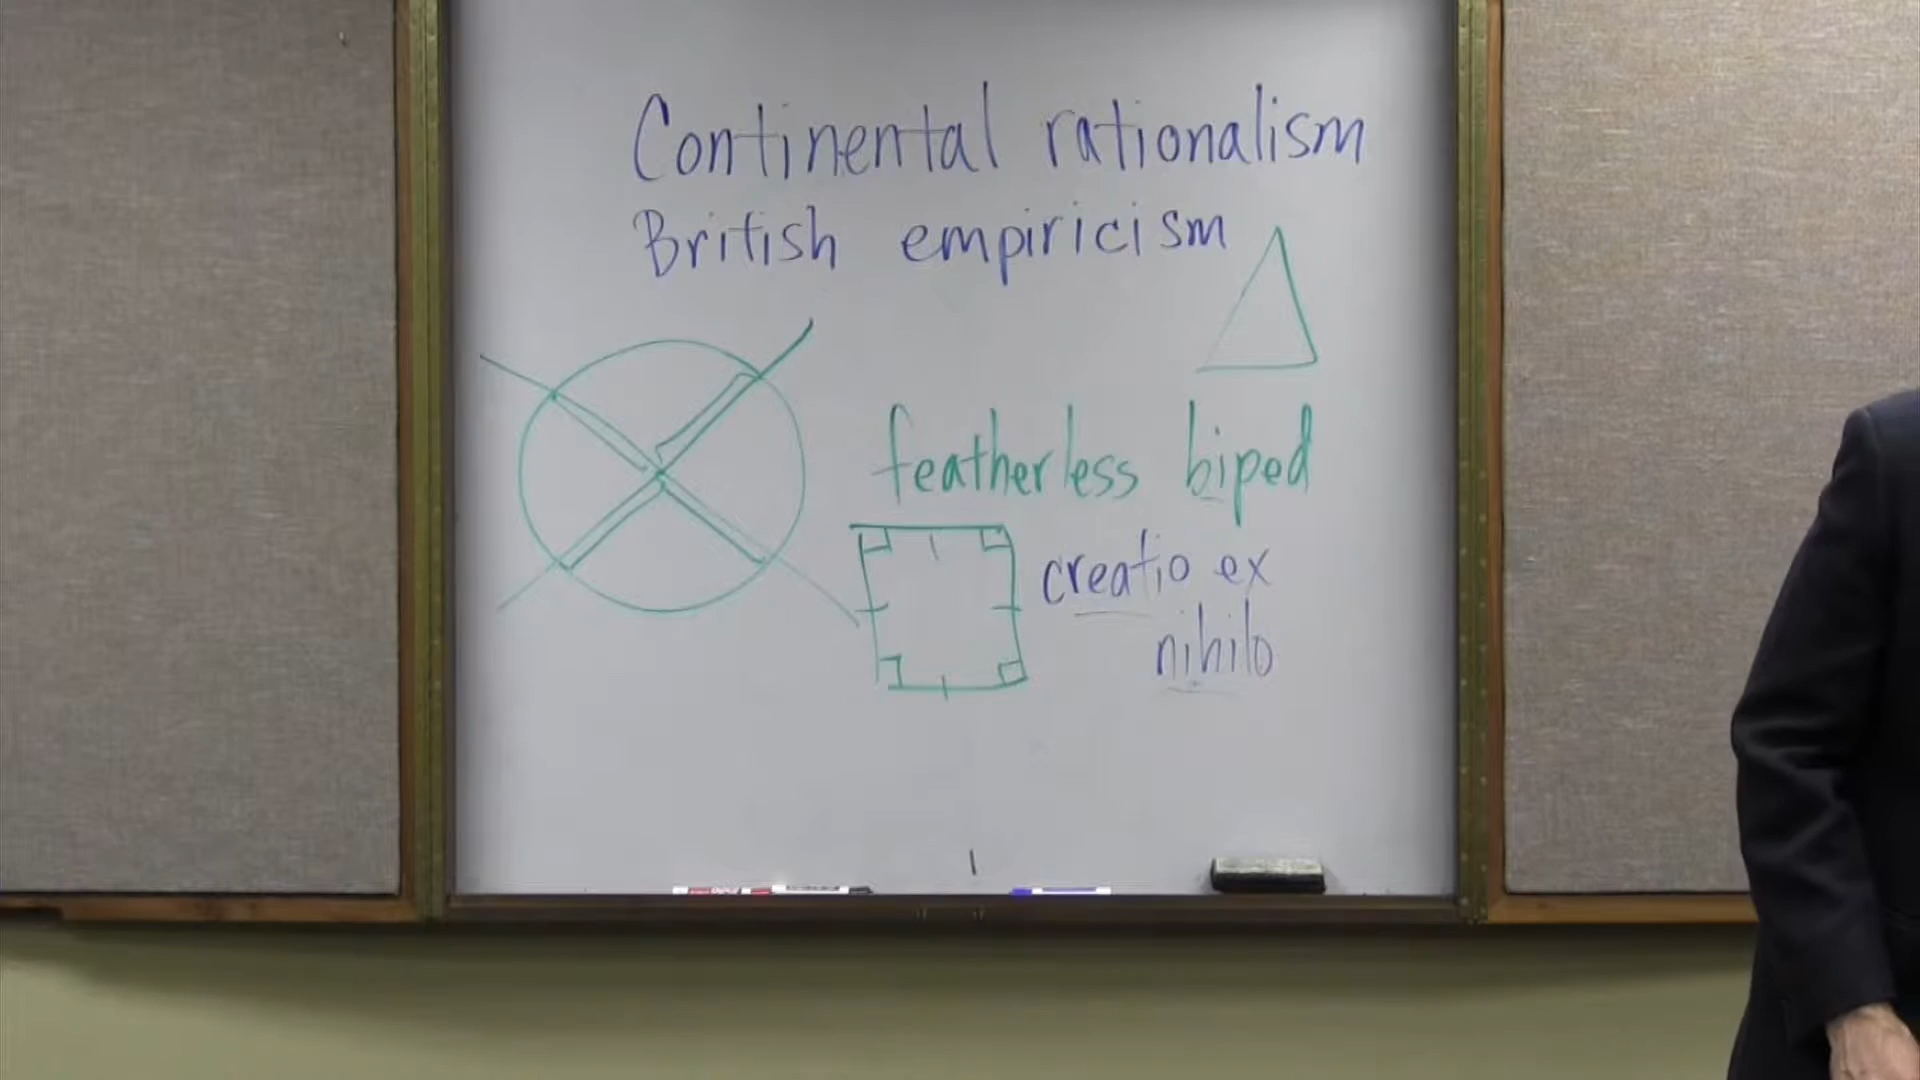 Continental rationalism
British empiricism
featherless biped
creatio ex
nihilo